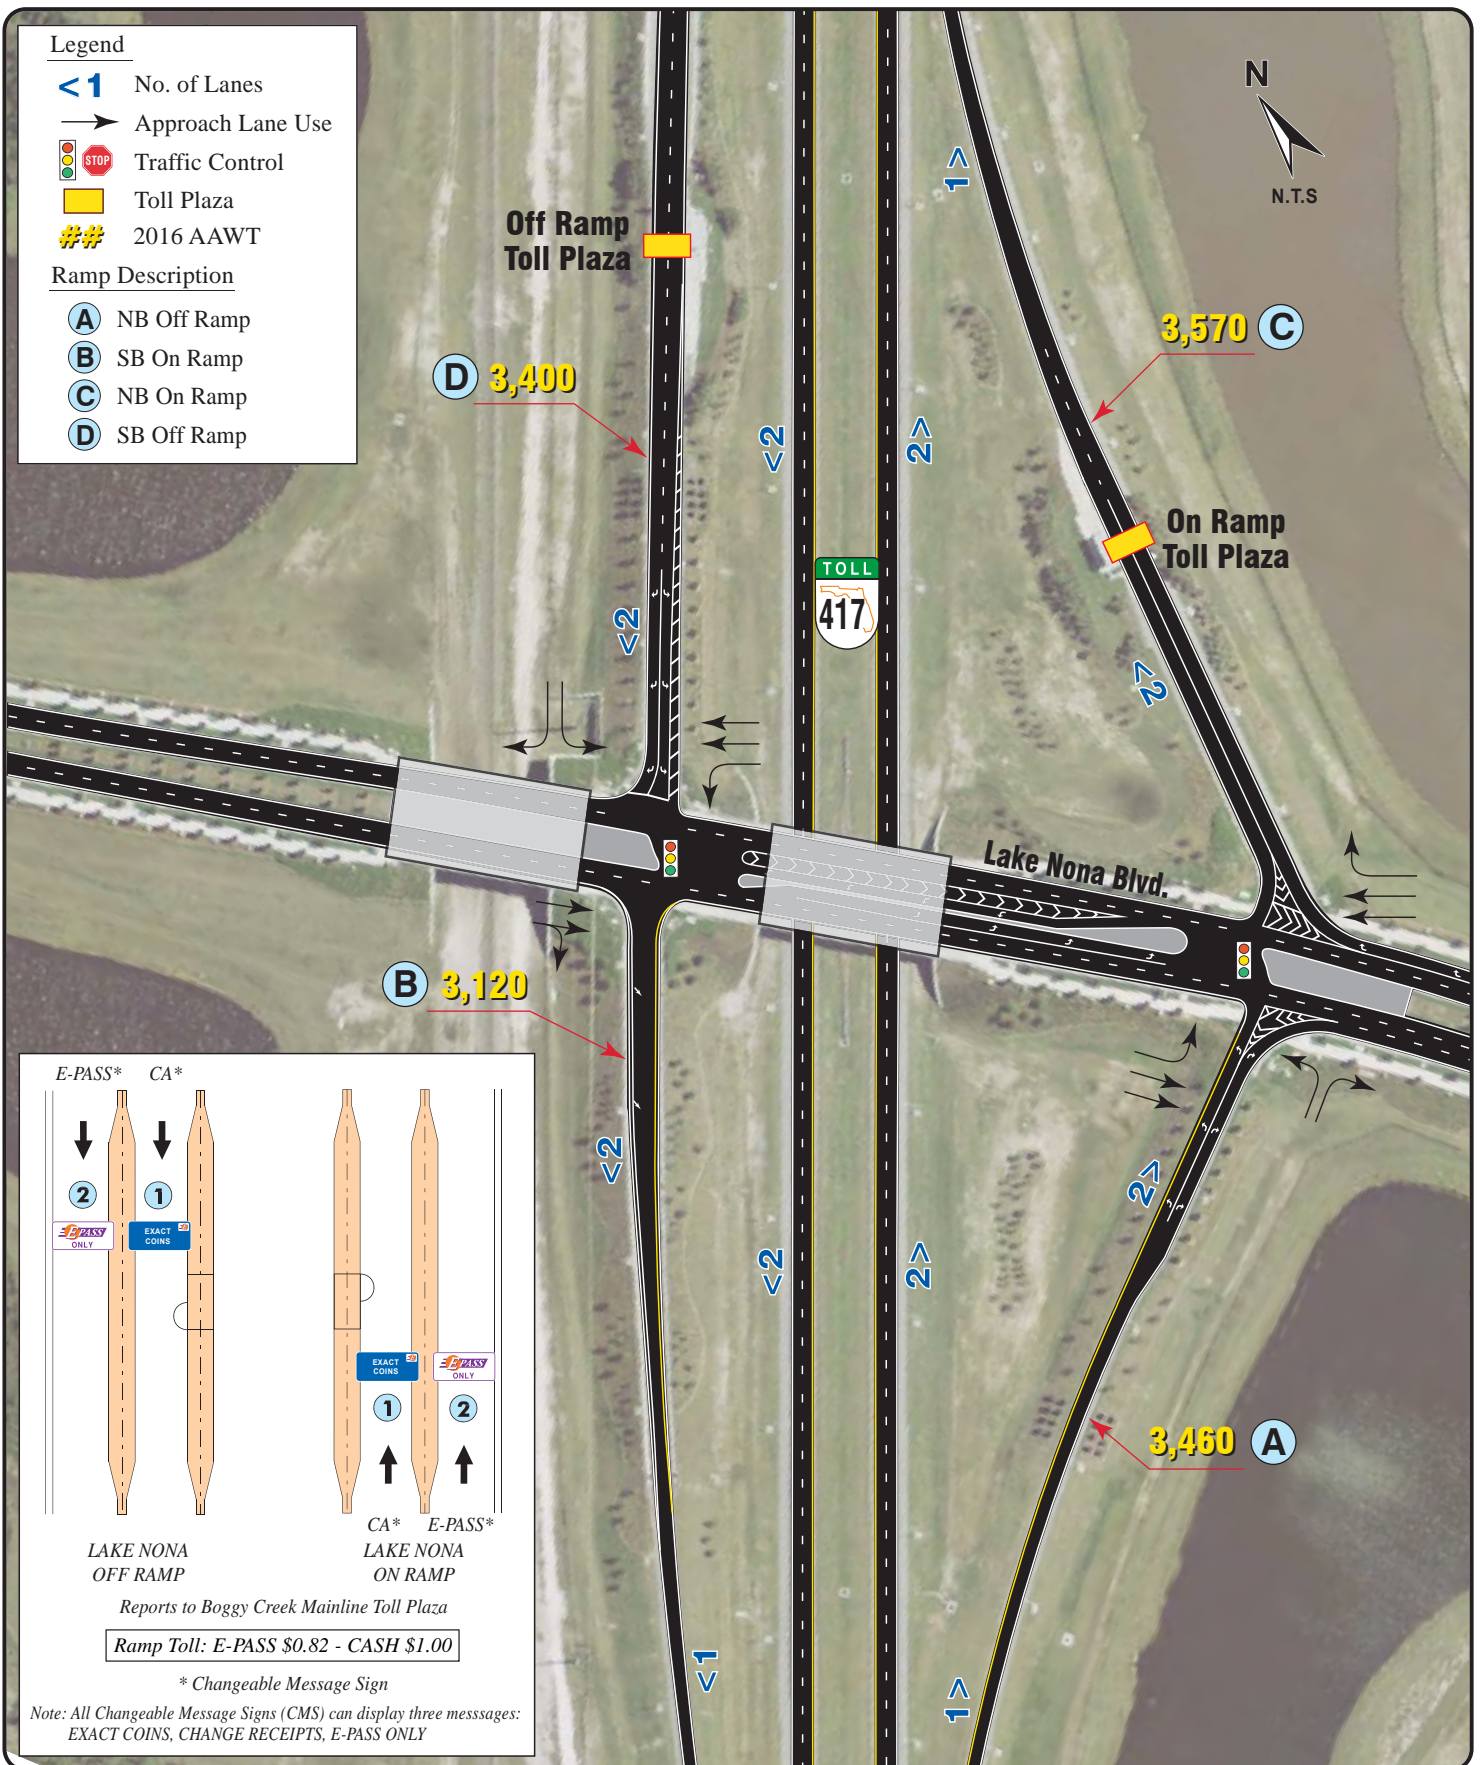 Legend
<1 No. of Lanes
Approach Lane Use
STOP Traffic Control
Toll Plaza
## 2016 AAWT
Ramp Description
A NB Off Ramp
B SB On Ramp
C NB On Ramp
D SB Off Ramp
N
N.T.S
1>
Off Ramp
Toll Plaza
3,570 C
D 3,400
<2
2>
On Ramp
Toll Plaza
TOLL
417
<2
2>
Lake Nona Blvd.
B 3,120
<2
2>
<2
2>
3,460 A
<1
1>
E-PASS* CA*
2 1
E-PASS
ONLY
EXACT
COINS
EXACT
COINS
E-PASS
ONLY
1 2
CA* E-PASS*
LAKE NONA
OFF RAMP
LAKE NONA
ON RAMP
Reports to Boggy Creek Mainline Toll Plaza
Ramp Toll: E-PASS $0.82 - CASH $1.00
* Changeable Message Sign
Note: All Changeable Message Signs (CMS) can display three messsages:
EXACT COINS, CHANGE RECEIPTS, E-PASS ONLY